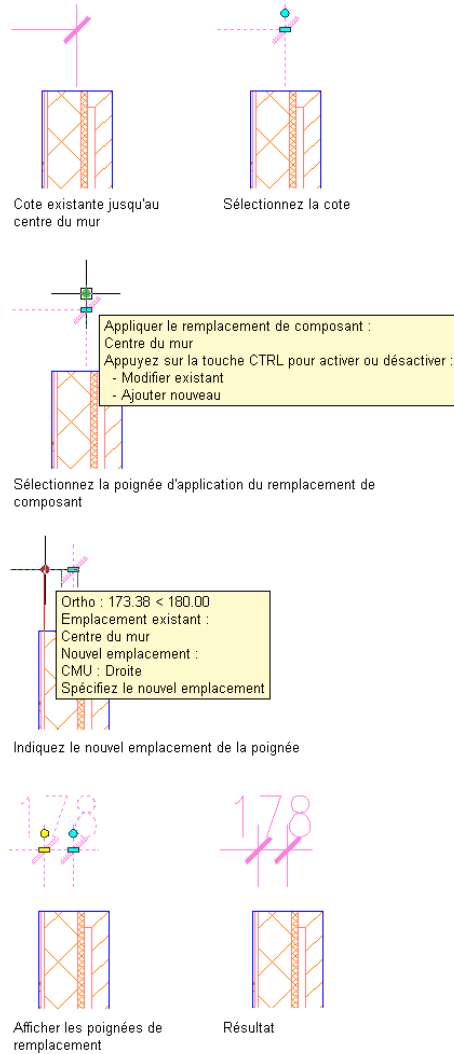 Cote existante jusqu'au
centre du mur
Sélectionnez la cote
Appliquer le remplacement de composant :
Centre du mur
Appuyez sur la touche CTRL pour activer ou désactiver :
- Modifier existant
- Ajouter nouveau
Sélectionnez la poignée d'application du remplacement de
composant
Ortho : 173.38 < 180.00
Emplacement existant :
Centre du mur
Nouvel emplacement :
CMU : Droite
Spécifiez le nouvel emplacement
Indiquez le nouvel emplacement de la poignée
178
178
Afficher les poignées de
remplacement
Résultat